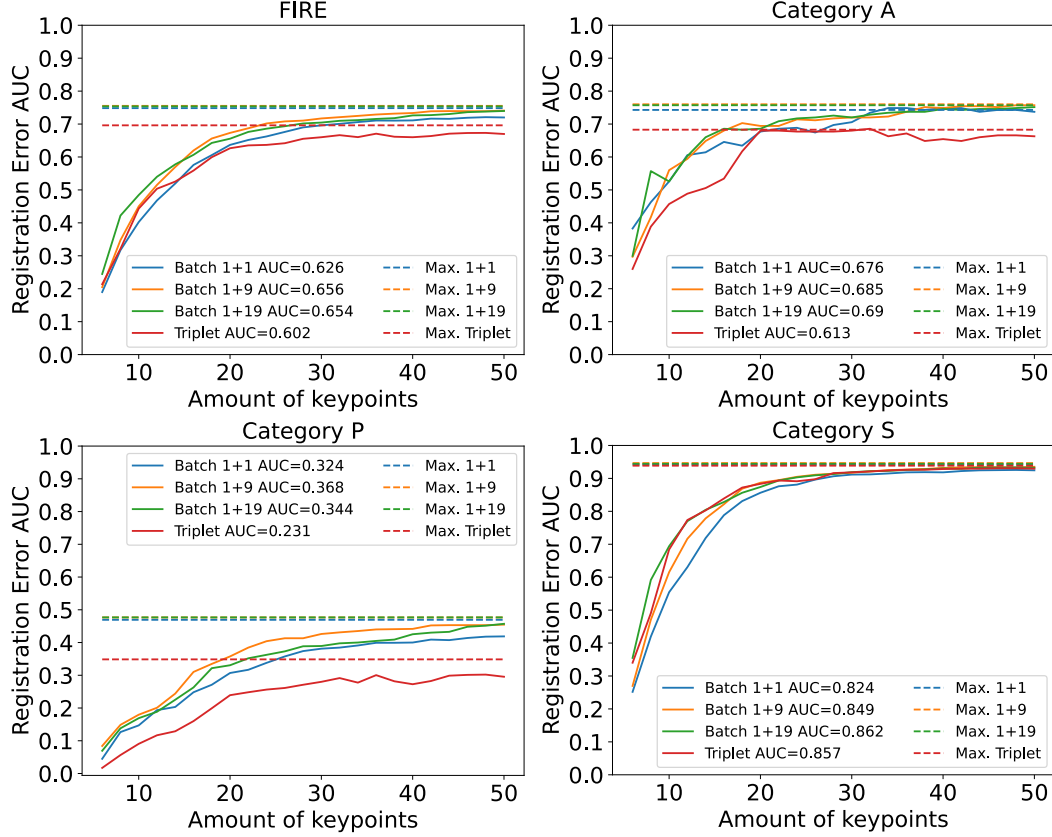 FIRE
Registration Error AUC
1.0
0.9
0.8
0.7
0.6
0.5
0.4
0.3
0.2
0.1
0.0
Batch 1+1 AUC=0.626
Batch 1+9 AUC=0.656
Batch 1+19 AUC=0.654
Triplet AUC=0.602
Max. 1+1
Max. 1+9
Max. 1+19
Max. Triplet
10 20 30 40 50
Amount of keypoints
Category A
Registration Error AUC
1.0
0.9
0.8
0.7
0.6
0.5
0.4
0.3
0.2
0.1
0.0
Batch 1+1 AUC=0.676
Batch 1+9 AUC=0.685
Batch 1+19 AUC=0.69
Triplet AUC=0.613
Max. 1+1
Max. 1+9
Max. 1+19
Max. Triplet
10 20 30 40 50
Amount of keypoints
Category P
Registration Error AUC
1.0
0.9
0.8
0.7
0.6
0.5
0.4
0.3
0.2
0.1
0.0
Batch 1+1 AUC=0.324
Batch 1+9 AUC=0.368
Batch 1+19 AUC=0.344
Triplet AUC=0.231
Max. 1+1
Max. 1+9
Max. 1+19
Max. Triplet
10 20 30 40 50
Amount of keypoints
Category S
Registration Error AUC
1.0
0.9
0.8
0.7
0.6
0.5
0.4
0.3
0.2
0.1
0.0
Batch 1+1 AUC=0.824
Batch 1+9 AUC=0.849
Batch 1+19 AUC=0.862
Triplet AUC=0.857
Max. 1+1
Max. 1+9
Max. 1+19
Max. Triplet
10 20 30 40 50
Amount of keypoints